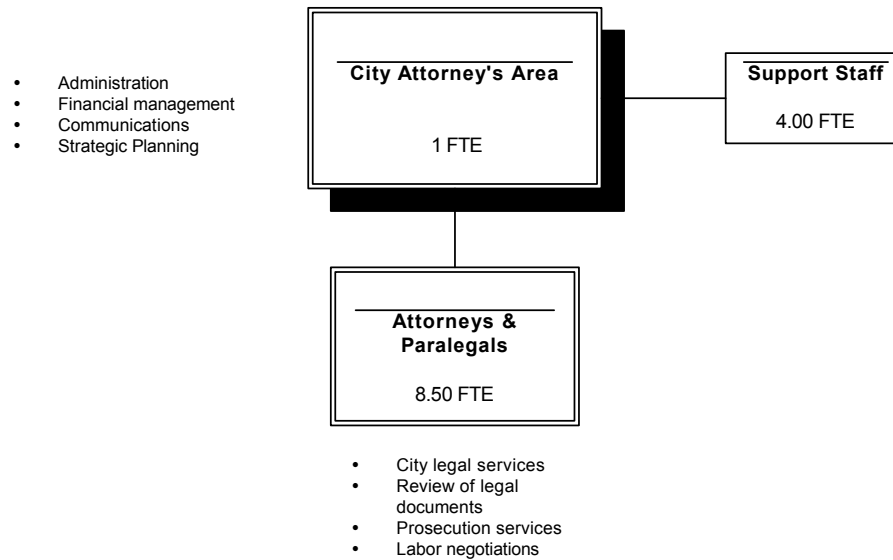 City Attorney's Area
1 FTE
Support Staff
4.00 FTE
• Administration
• Financial management
• Communications
• Strategic Planning
Attorneys &
Paralegals
8.50 FTE
• City legal services
• Review of legal
documents
• Prosecution services
• Labor negotiations